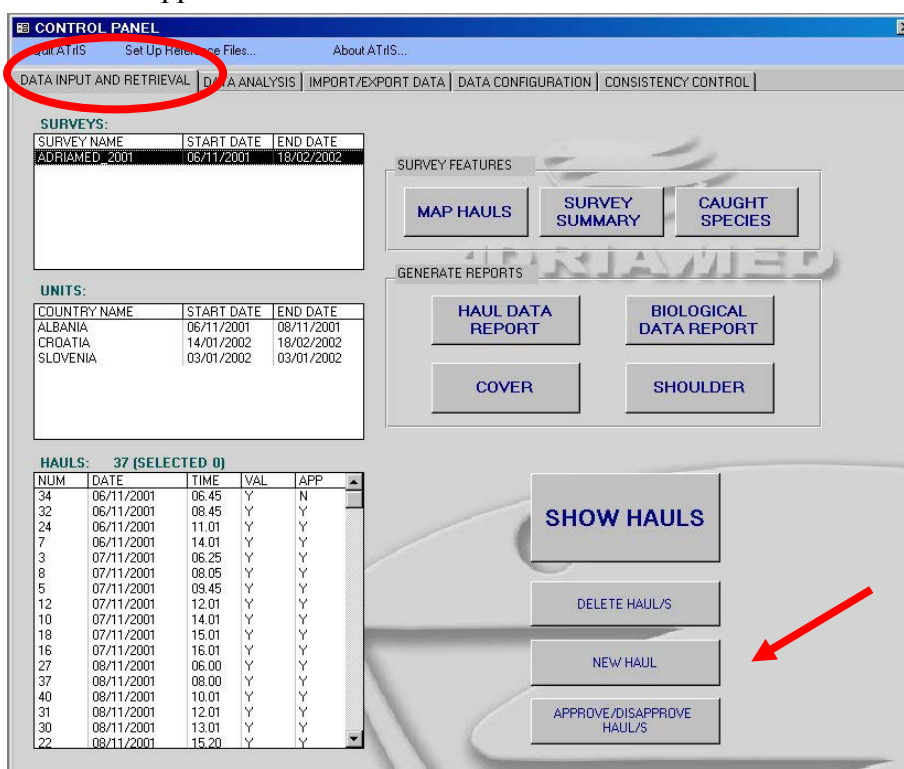 CONTROL PANEL
Quit ATrIS Set Up Reference Files... About ATrIS...
DATA INPUT AND RETRIEVAL DATA ANALYSIS IMPORT/EXPORT DATA DATA CONFIGURATION CONSISTENCY CONTROL
SURVEYS:
SURVEY NAME START DATE END DATE
ADRIAMED_2001 06/11/2001 18/02/2002
SURVEY FEATURES
MAP HAULS
SURVEY
SUMMARY
CAUGHT
SPECIES
ADRIAMED
UNITS:
COUNTRY NAME START DATE END DATE
ALBANIA 06/11/2001 08/11/2001
CROATIA 14/01/2002 18/02/2002
SLOVENIA 03/01/2002 03/01/2002
GENERATE REPORTS
HAUL DATA
REPORT
BIOLOGICAL
DATA REPORT
COVER
SHOULDER
HAULS: 37 (SELECTED 0)
NUM DATE TIME VAL APP
34 06/11/2001 06.45 Y N
32 06/11/2001 08.45 Y Y
24 06/11/2001 11.01 Y Y
7 06/11/2001 14.01 Y Y
3 07/11/2001 06.25 Y Y
8 07/11/2001 08.05 Y Y
5 07/11/2001 09.45 Y Y
12 07/11/2001 12.01 Y Y
10 07/11/2001 14.01 Y Y
18 07/11/2001 15.01 Y Y
16 07/11/2001 16.01 Y Y
27 08/11/2001 06.00 Y Y
37 08/11/2001 08.00 Y Y
40 08/11/2001 10.01 Y Y
31 08/11/2001 12.01 Y Y
30 08/11/2001 13.01 Y Y
22 08/11/2001 15.20 Y Y
SHOW HAULS
DELETE HAUL/S
NEW HAUL
APPROVE/DISAPPROVE
HAUL/S